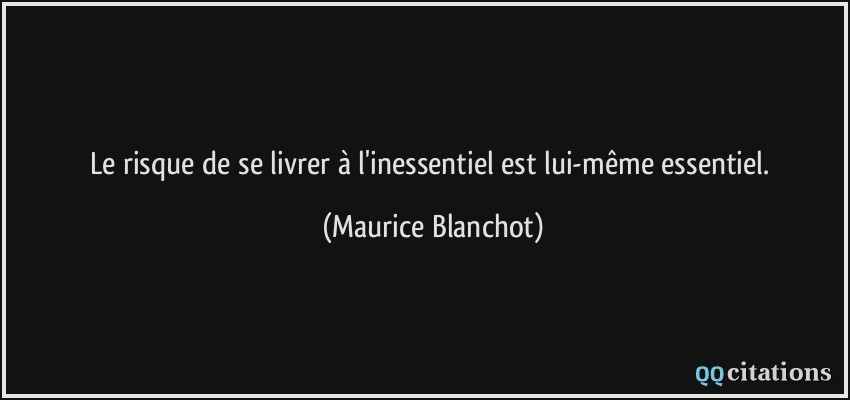 Le risque de se livrer à l'inessentiel est lui-même essentiel.
(Maurice Blanchot)
QQcitations